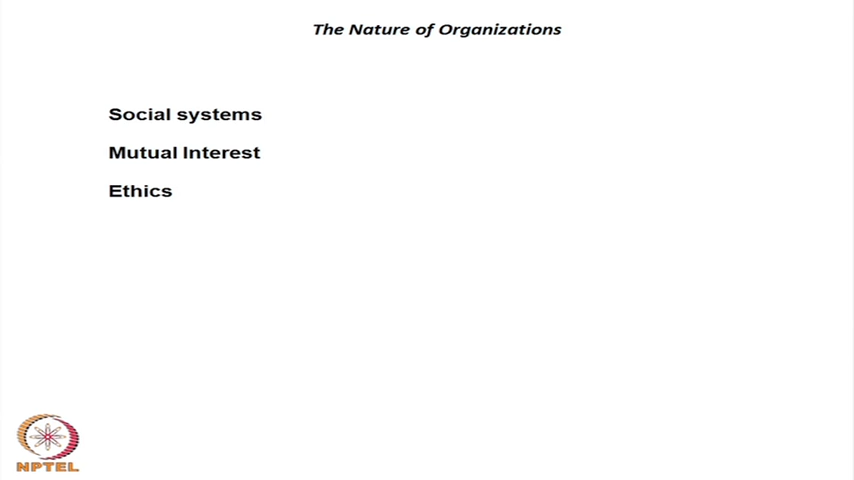 The Nature of Organizations
Social systems
Mutual Interest
Ethics
NPTEL